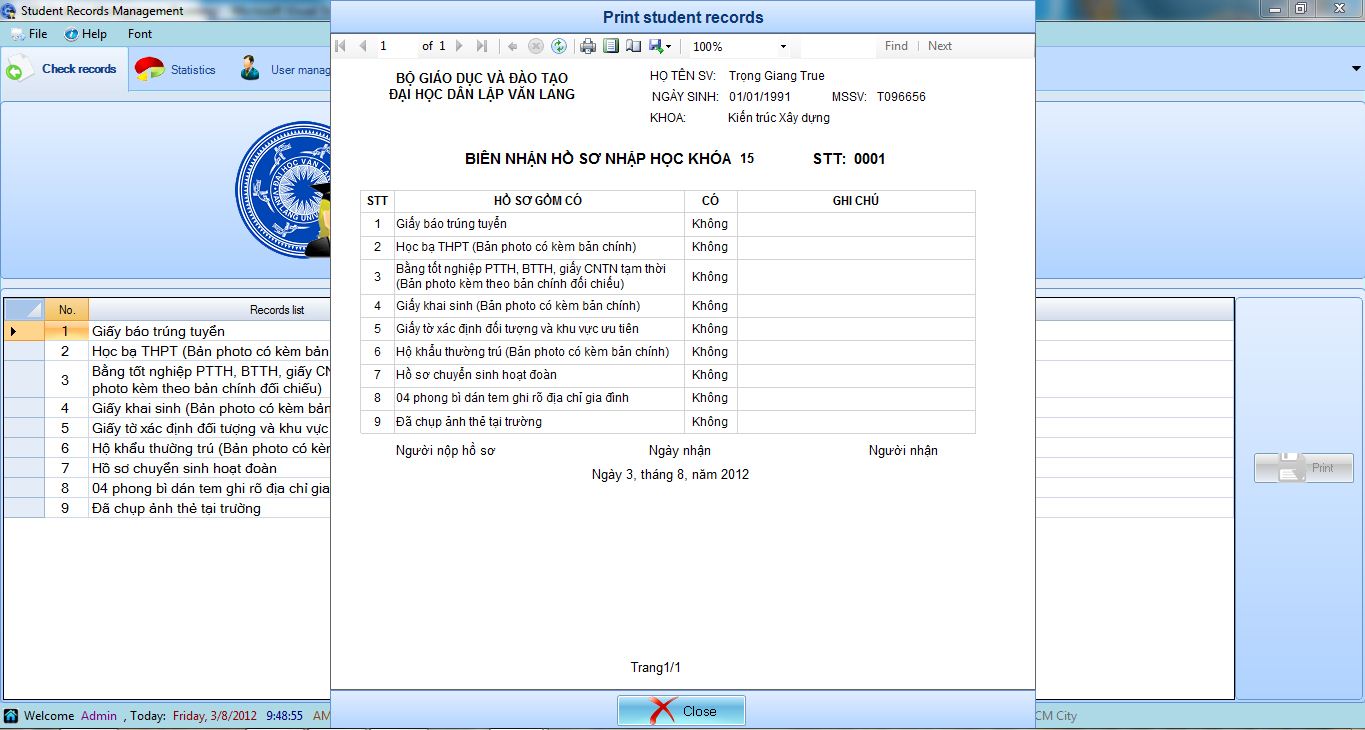 Student Records Management
File Help Font
Check records Statistics User manag
Print student records
1 of 1 100% Find Next
BỘ GIÁO DỤC VÀ ĐÀO TẠO
ĐẠI HỌC DÂN LẬP VĂN LANG
HỌ TÊN SV: Trọng Giang True
NGÀY SINH: 01/01/1991 MSSV: T096656
KHOA: Kiến trúc Xây dựng
BIÊN NHẬN HỒ SƠ NHẬP HỌC KHÓA 15 STT: 0001
STT HỒ SƠ GỒM CÓ CÓ GHI CHÚ
1 Giấy báo trúng tuyển Không
2 Học bạ THPT (Bản photo có kèm bản chính) Không
3 Bằng tốt nghiệp PTTH, BTTH, giấy CNTN tạm thời
(Bản photo kèm theo bản chính đối chiếu) Không
4 Giấy khai sinh (Bản photo có kèm bản chính) Không
5 Giấy tờ xác định đối tượng và khu vực ưu tiên Không
6 Hộ khẩu thường trú (Bản photo có kèm bản chính) Không
7 Hồ sơ chuyển sinh hoạt đoàn Không
8 04 phong bì dán tem ghi rõ địa chỉ gia đình Không
9 Đã chụp ảnh thẻ tại trường Không
Người nộp hồ sơ Ngày nhận Người nhận
Ngày 3, tháng 8, năm 2012
Trang1/1
Close
No. Records list
1 Giấy báo trúng tuyển
2 Học bạ THPT (Bản photo có kèm bản
3 Bằng tốt nghiệp PTTH, BTTH, giấy CN
photo kèm theo bản chính đối chiếu)
4 Giấy khai sinh (Bản photo có kèm bản
5 Giấy tờ xác định đối tượng và khu vực
6 Hộ khẩu thường trú (Bản photo có kèn
7 Hồ sơ chuyển sinh hoạt đoàn
8 04 phong bì dán tem ghi rõ địa chỉ gia
9 Đã chụp ảnh thẻ tại trường
Print
Welcome Admin , Today: Friday, 3/8/2012 9:48:55 AM
CM City